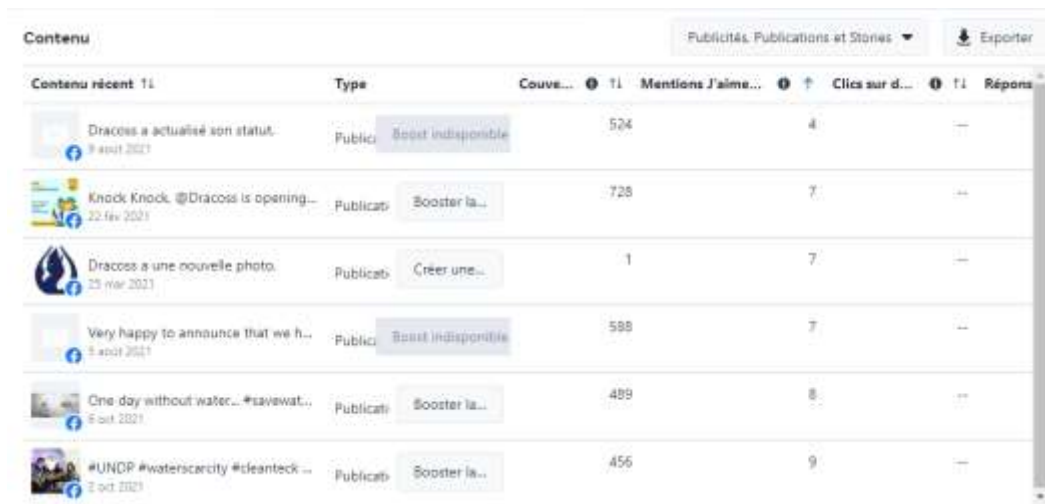 Contenu
Publicités, Publications et Stories
Exporter
Contenu récent
Type
Couve...
Mentions J'aime...
Clics sur d...
Répons
Dracoss a actualisé son statut.
9 août 2021
Public
Boost indisponible
524
4
--
Knock Knock. @Dracoss is opening...
22 fév 2021
Publicati
Booster la...
728
7
--
Dracoss a une nouvelle photo.
25 mar 2021
Publicati
Créer une...
1
7
--
Very happy to announce that we h...
5 août 2021
Public
Boost indisponible
588
7
--
One day without water... #savewat...
6 oct 2021
Publicati
Booster la...
489
8
--
#UNDP #waterscarcity #cleanteck ...
2 oct 2021
Publicati
Booster la...
456
9
--